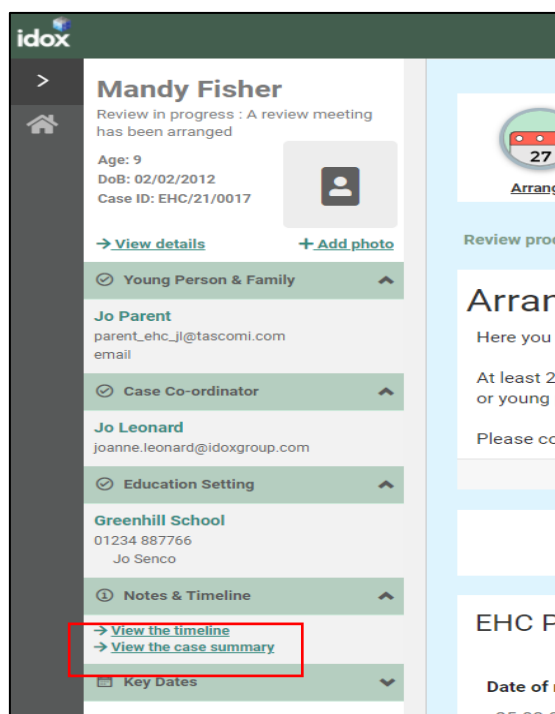 idox
>
Mandy Fisher
Review in progress : A review meeting
has been arranged
Age: 9
DoB: 02/02/2012
Case ID: EHC/21/0017
→ View details
+ Add photo
Young Person & Family
Jo Parent
parent_ehc_jl@tascomi.com
email
Case Co-ordinator
Jo Leonard
joanne.leonard@idoxgroup.com
Education Setting
Greenhill School
01234 887766
Jo Senco
Notes & Timeline
→ View the timeline
→ View the case summary
Key Dates
27
Arrang
Review proc
Arran
Here you
At least 2
or young
Please co
EHC P
Date of